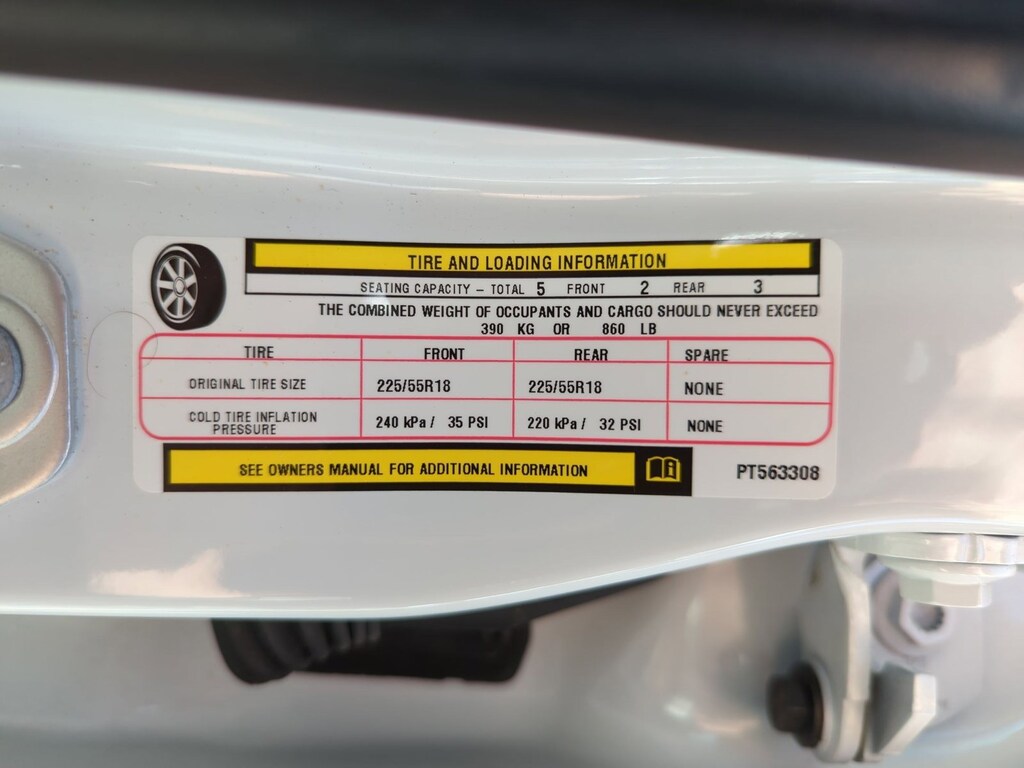 TIRE AND LOADING INFORMATION
SEATING CAPACITY – TOTAL 5 FRONT 2 REAR 3
THE COMBINED WEIGHT OF OCCUPANTS AND CARGO SHOULD NEVER EXCEED
390 KG OR 860 LB
TIRE FRONT REAR SPARE
ORIGINAL TIRE SIZE 225/55R18 225/55R18 NONE
COLD TIRE INFLATION
PRESSURE 240 kPa / 35 PSI 220 kPa / 32 PSI NONE
SEE OWNERS MANUAL FOR ADDITIONAL INFORMATION PT563308